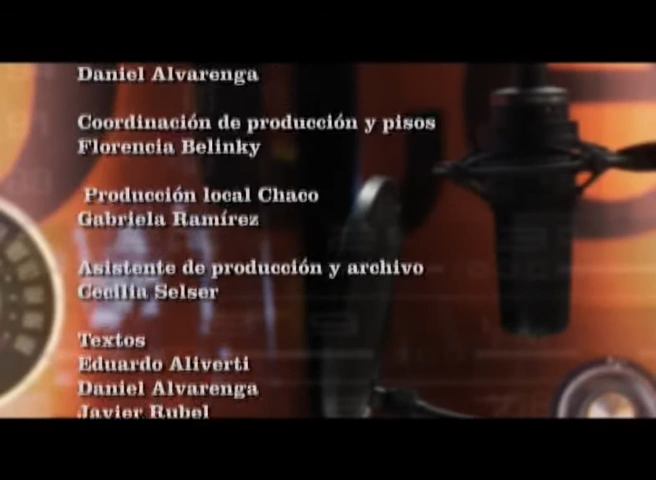 Daniel Alvarenga
Coordinación de producción y pisos
Florencia Belinky
Producción local Chaco
Gabriela Ramírez
Asistente de producción y archivo
Cecilia Selser
Textos
Eduardo Aliverti
Daniel Alvarenga
Javier Rubel